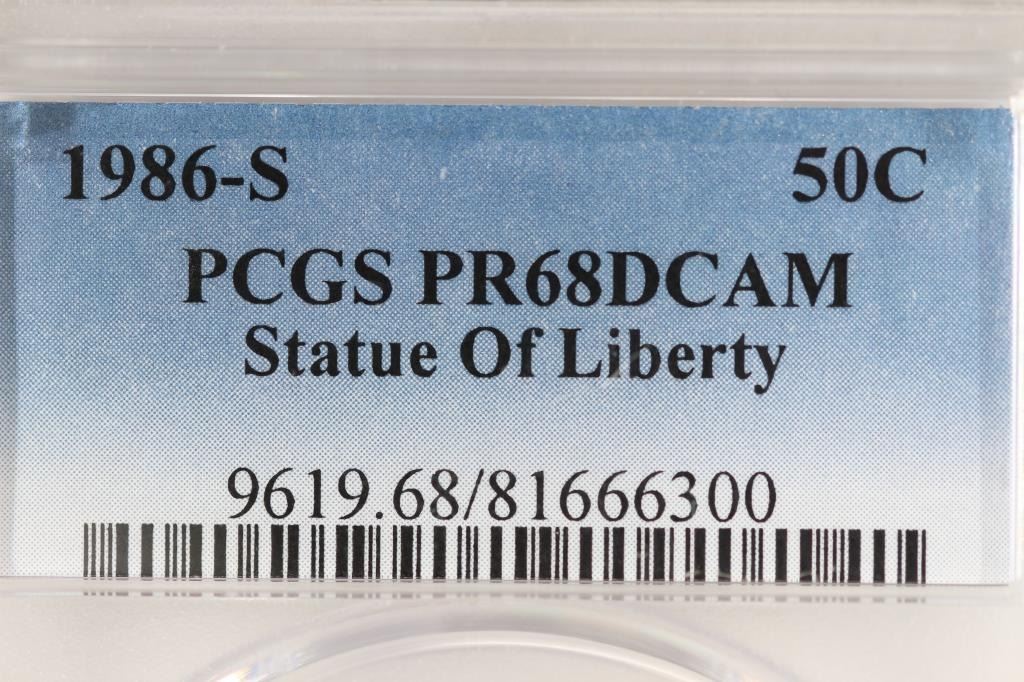 1986-S 50C
PCGS PR68DCAM
Statue Of Liberty
9619.68/81666300